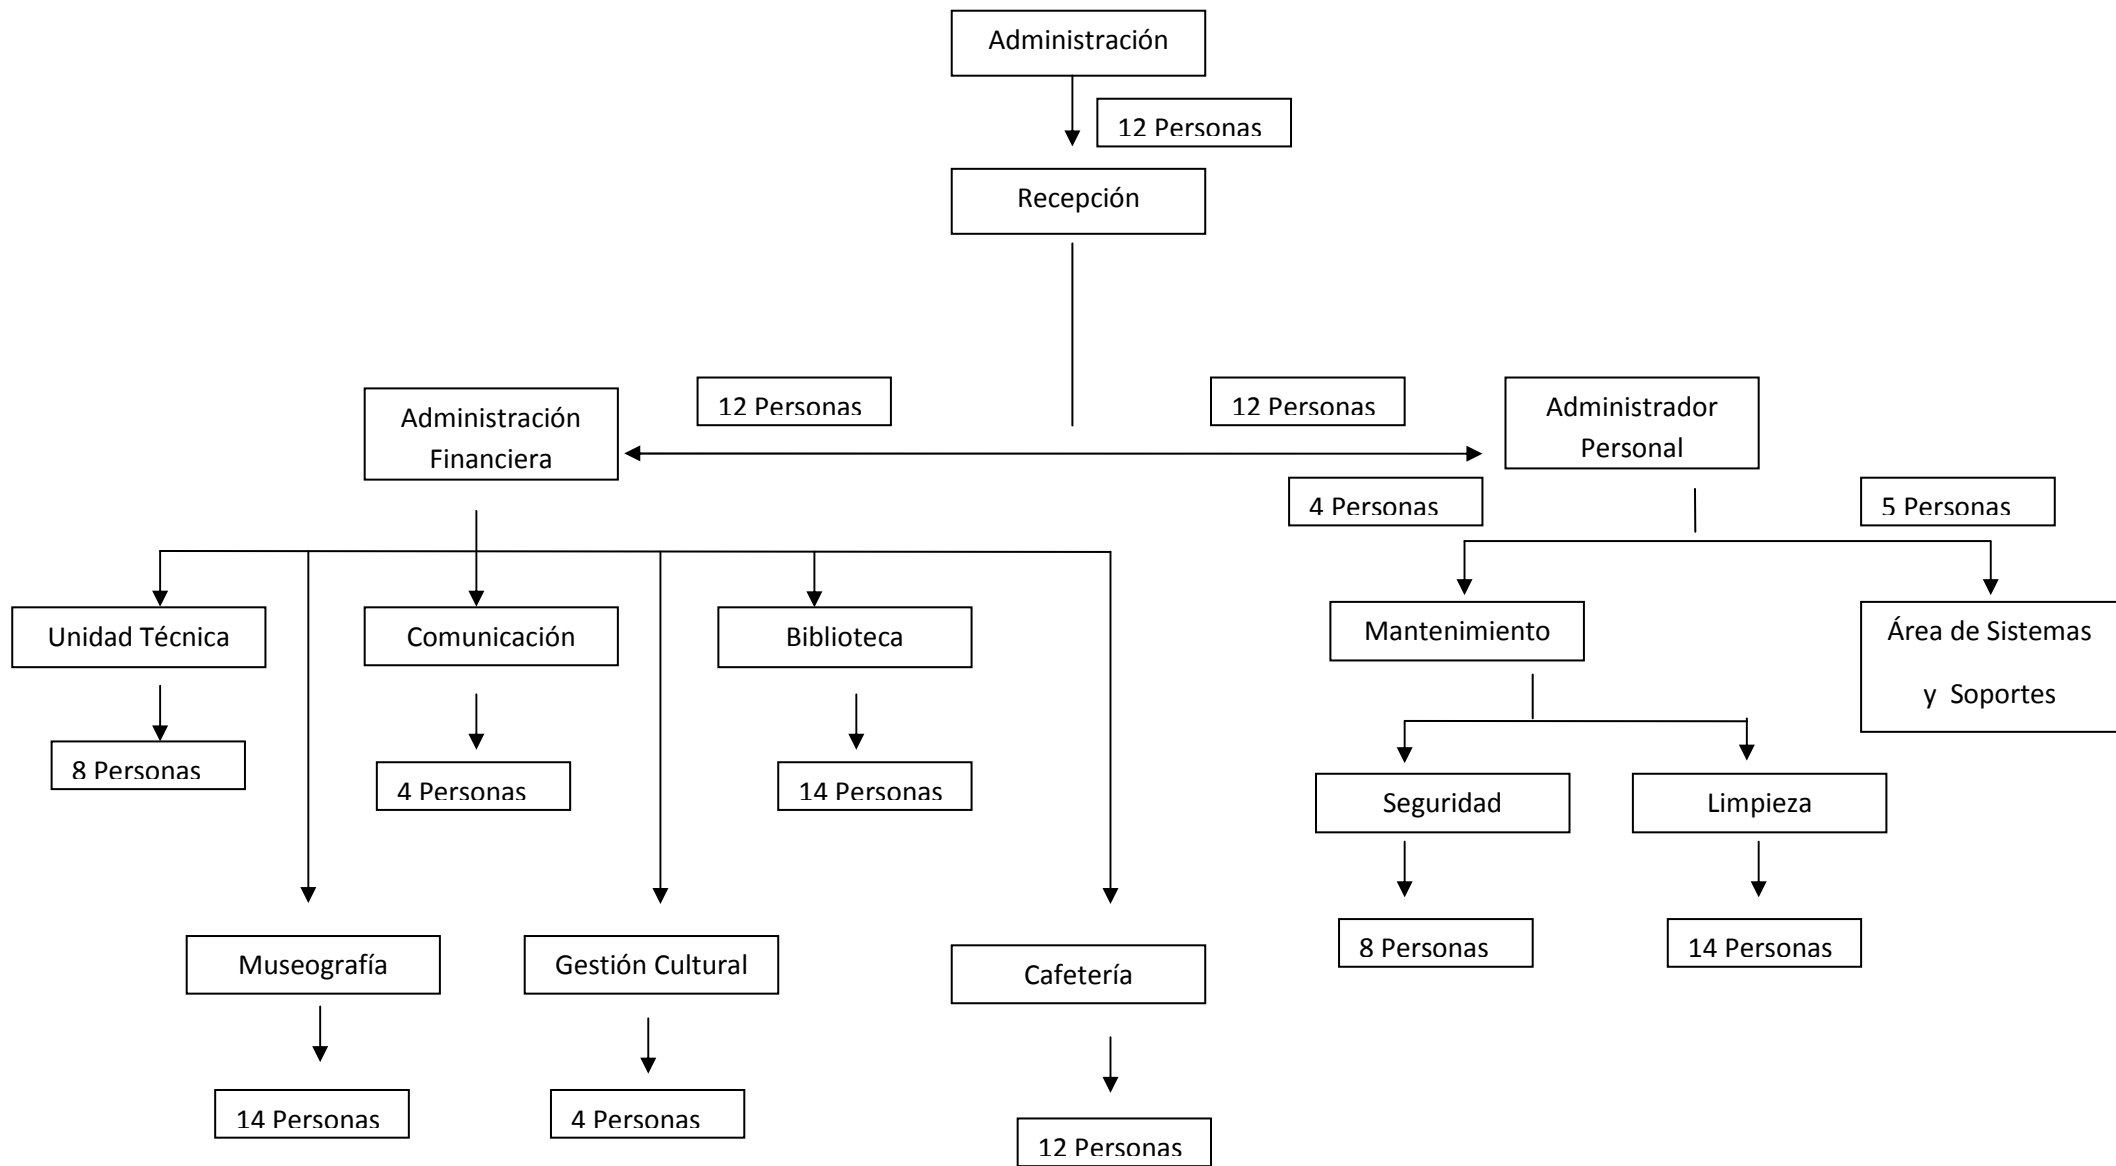 Administración
12 Personas
Recepción
12 Personas
12 Personas
Administración
Financiera
Administrador
Personal
4 Personas
5 Personas
Unidad Técnica
Comunicación
Biblioteca
Mantenimiento
Área de Sistemas
y Soportes
8 Personas
4 Personas
14 Personas
Seguridad
Limpieza
8 Personas
14 Personas
Museografía
Gestión Cultural
Cafetería
14 Personas
4 Personas
12 Personas